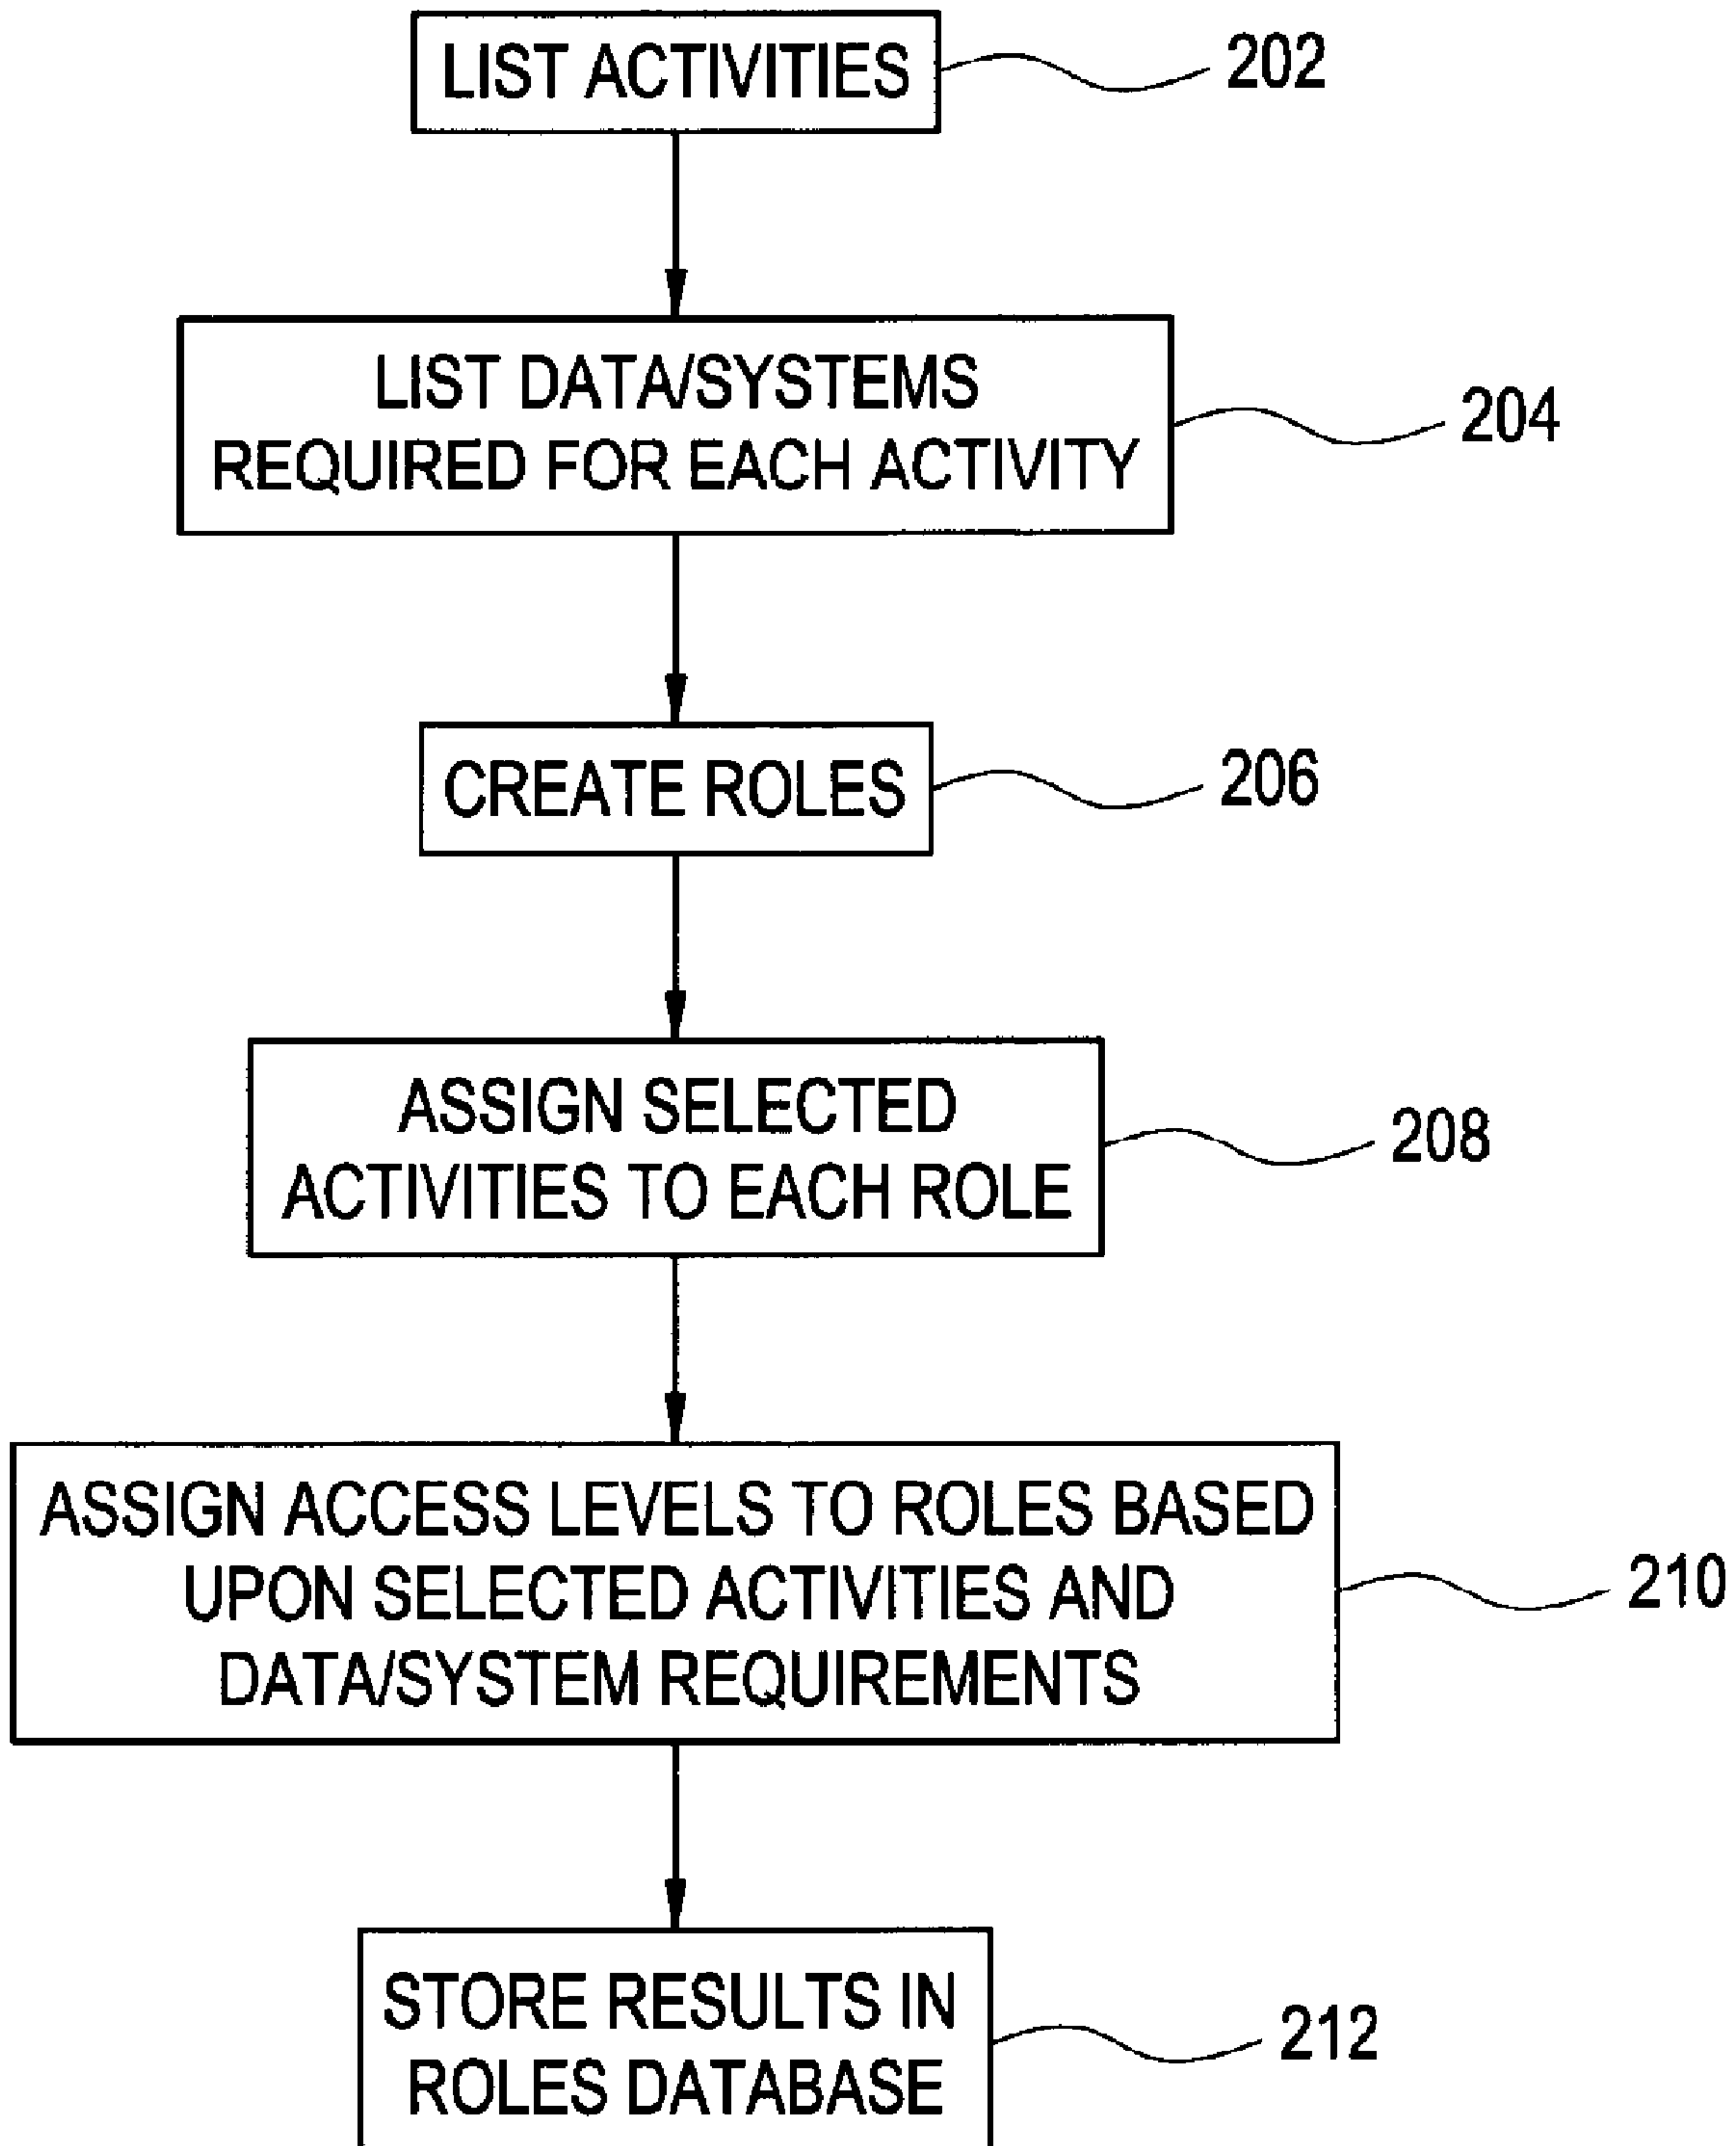 LIST ACTIVITIES
202
LIST DATA/SYSTEMS
REQUIRED FOR EACH ACTIVITY
204
CREATE ROLES
206
ASSIGN SELECTED
ACTIVITIES TO EACH ROLE
208
ASSIGN ACCESS LEVELS TO ROLES BASED
UPON SELECTED ACTIVITIES AND
DATA/SYSTEM REQUIREMENTS
210
STORE RESULTS IN
ROLES DATABASE
212